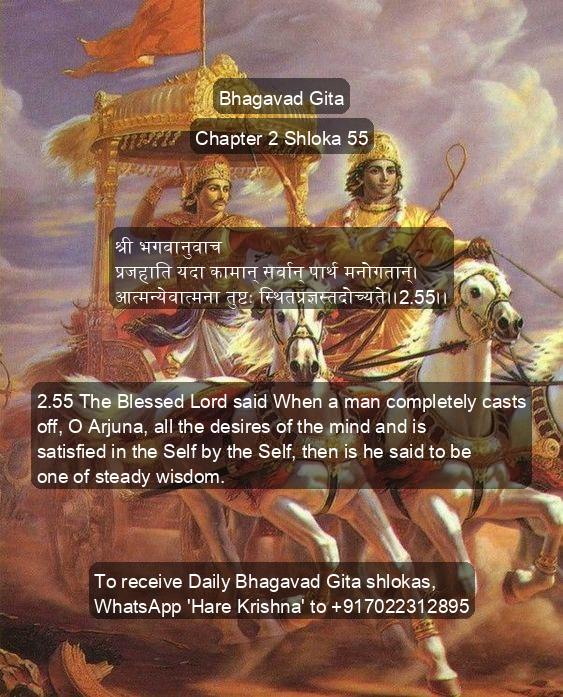 Bhagavad Gita
Chapter 2 Shloka 55
श्री भगवानुवाच
प्रजहाति यदा कामान् सर्वान् पार्थ मनोगतान्।
आत्मन्येवात्मना तुष्टः स्थितप्रज्ञस्तदोच्यते।।2.55।।
2.55 The Blessed Lord said When a man completely casts
off, O Arjuna, all the desires of the mind and is
satisfied in the Self by the Self, then is he said to be
one of steady wisdom.
To receive Daily Bhagavad Gita shlokas,
WhatsApp 'Hare Krishna' to +917022312895